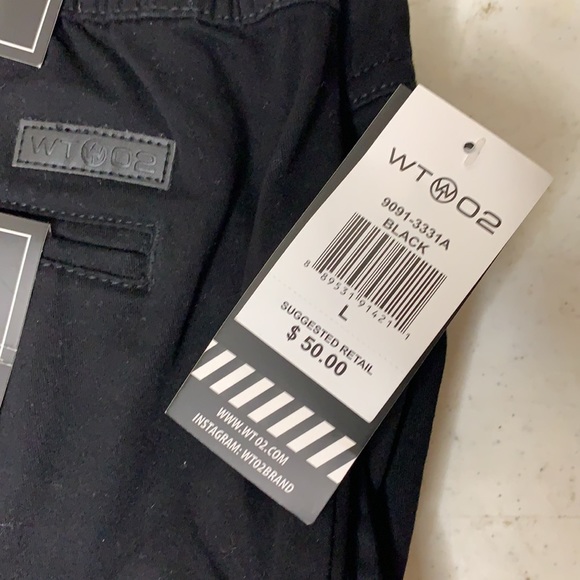 WT02
WT02
9091-3331A
BLACK
8 89531 91421 1
L
SUGGESTED RETAIL
$ 50.00
WWW.WT02.COM
INSTAGRAM: WT02BRAND